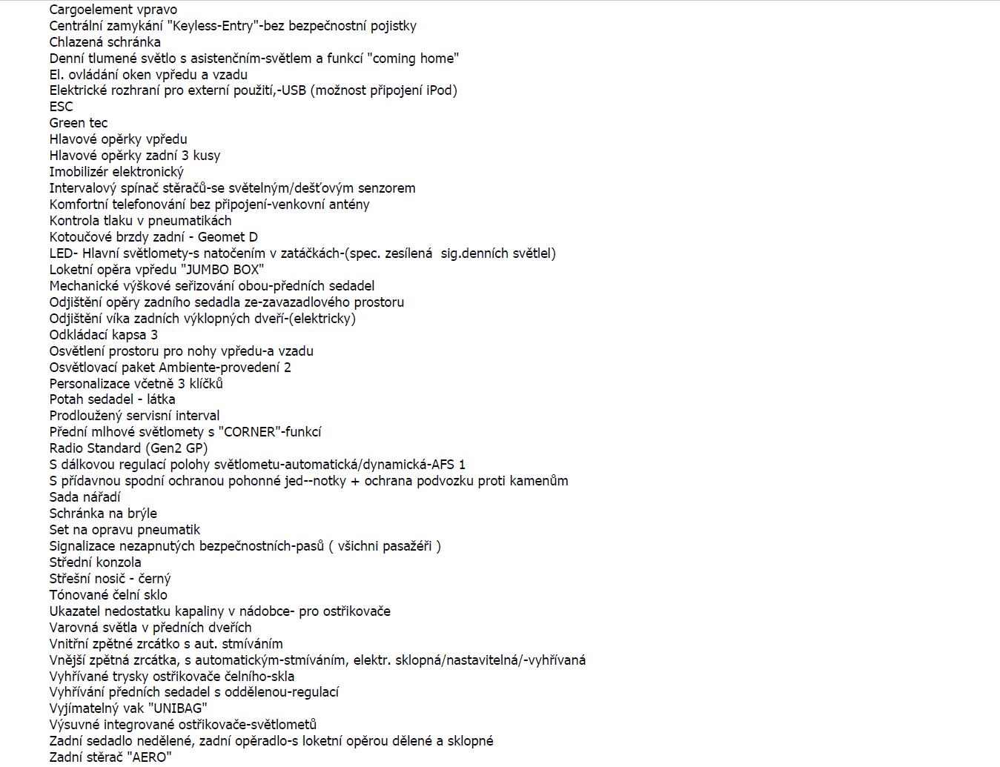 Cargoelement vpravo
Centrální zamykání "Keyless-Entry"-bez bezpečnostní pojistky
Chlazená schránka
Denní tlumené světlo s asistenčním-světlem a funkcí "coming home"
El. ovládání oken vpředu a vzadu
Elektrické rozhraní pro externí použití,-USB (možnost připojení iPod)
ESC
Green tec
Hlavové opěrky vpředu
Hlavové opěrky zadní 3 kusy
Imobilizér elektronický
Intervalový spínač stěračů-se světelným/dešťovým senzorem
Komfortní telefonování bez připojení-venkovní antény
Kontrola tlaku v pneumatikách
Kotoučové brzdy zadní - Geomet D
LED- Hlavní světlomety-s natočením v zatáčkách-(spec. zesílená  sig.denních světlel)
Loketní opěra vpředu "JUMBO BOX"
Mechanické výškové seřizování obou-předních sedadel
Odjištění opěry zadního sedadla ze-zavazadlového prostoru
Odjištění víka zadních výklopných dveří-(elektricky)
Odkládací kapsa 3
Osvětlení prostoru pro nohy vpředu-a vzadu
Osvětlovací paket Ambiente-provedení 2
Personalizace včetně 3 klíčků
Potah sedadel - látka
Prodloužený servisní interval
Přední mlhové světlomety s "CORNER"-funkcí
Radio Standard (Gen2 GP)
S dálkovou regulací polohy světlometu-automatická/dynamická-AFS 1
S přídavnou spodní ochranou pohonné jed--notky + ochrana podvozku proti kamenům
Sada nářadí
Schránka na brýle
Set na opravu pneumatik
Signalizace nezapnutých bezpečnostních-pasů ( všichni pasažéři )
Střední konzola
Střešní nosič - černý
Tónované čelní sklo
Ukazatel nedostatku kapaliny v nádobce- pro ostřikovače
Varovná světla v předních dveřích
Vnitřní zpětné zrcátko s aut. stmíváním
Vnější zpětná zrcátka, s automatickým-stmíváním, elektr. sklopná/nastavitelná/-vyhřívaná
Vyhřívané trysky ostřikovače čelního-skla
Vyhřívání předních sedadel s oddělenou-regulací
Vyjímatelný vak "UNIBAG"
Výsuvné integrované ostřikovače-světlometů
Zadní sedadlo nedělené, zadní opěradlo-s loketní opěrou dělené a sklopné
Zadní stěrač "AERO"